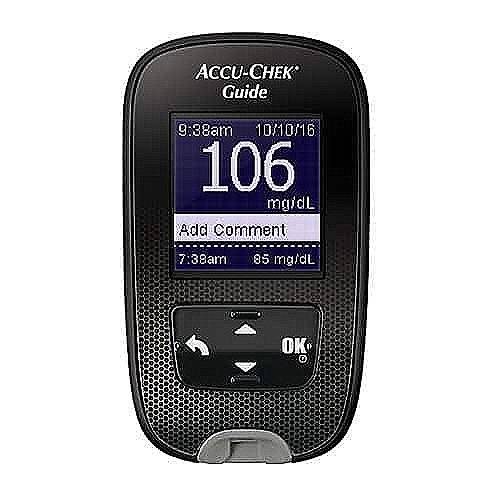 ACCU-CHEK®
Guide
9:38am 10/10/16
106
mg/dL
Add Comment
7:38am 85 mg/dL
OK